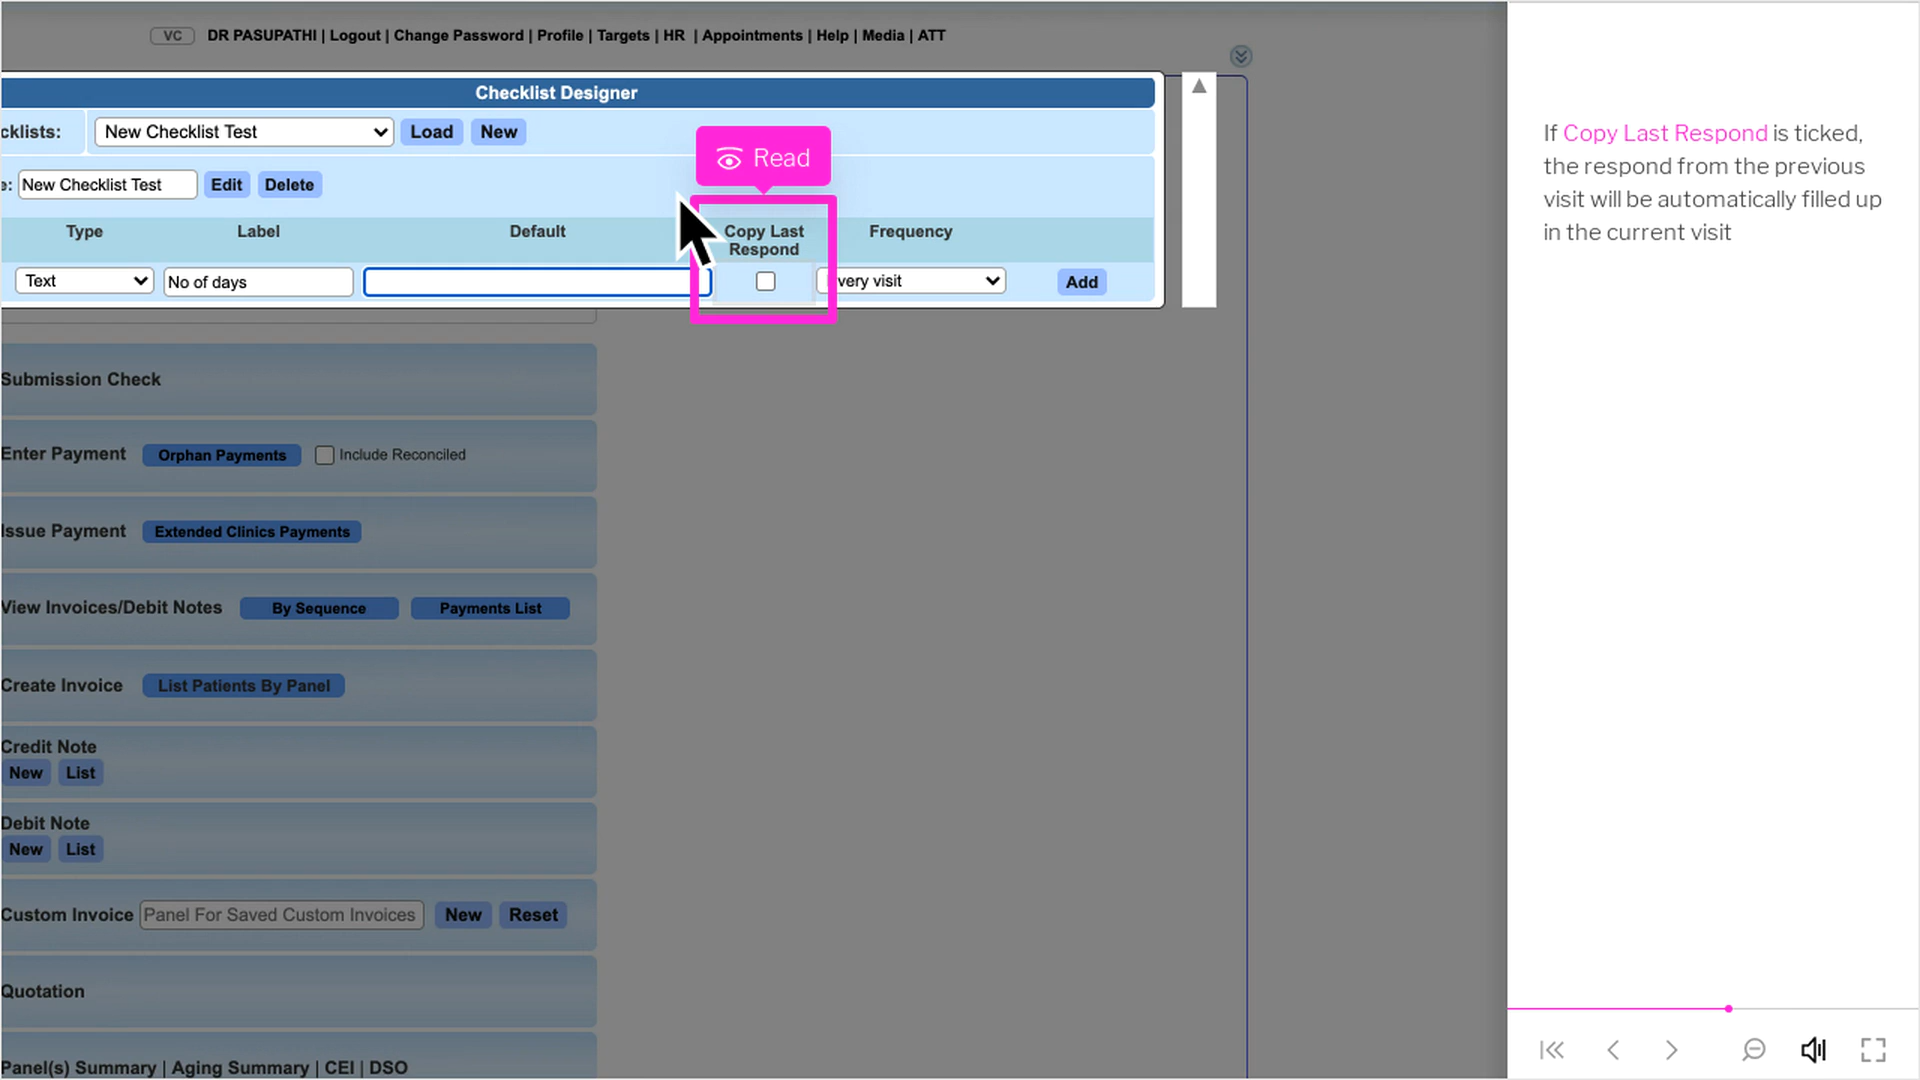 VC DR PASUPATHI | Logout | Change Password | Profile | Targets | HR | Appointments | Help | Media | ATT
Checklist Designer
cklists: New Checklist Test Load New
e: New Checklist Test Edit Delete
Read
Type Label Default Copy Last Respond Frequency
Text No of days very visit Add
Submission Check
Enter Payment Orphan Payments Include Reconciled
Issue Payment Extended Clinics Payments
View Invoices/Debit Notes By Sequence Payments List
Create Invoice List Patients By Panel
Credit Note
New List
Debit Note
New List
Custom Invoice Panel For Saved Custom Invoices New Reset
Quotation
Panel(s) Summary | Aging Summary | CEI | DSO
If Copy Last Respond is ticked,
the respond from the previous
visit will be automatically filled up
in the current visit